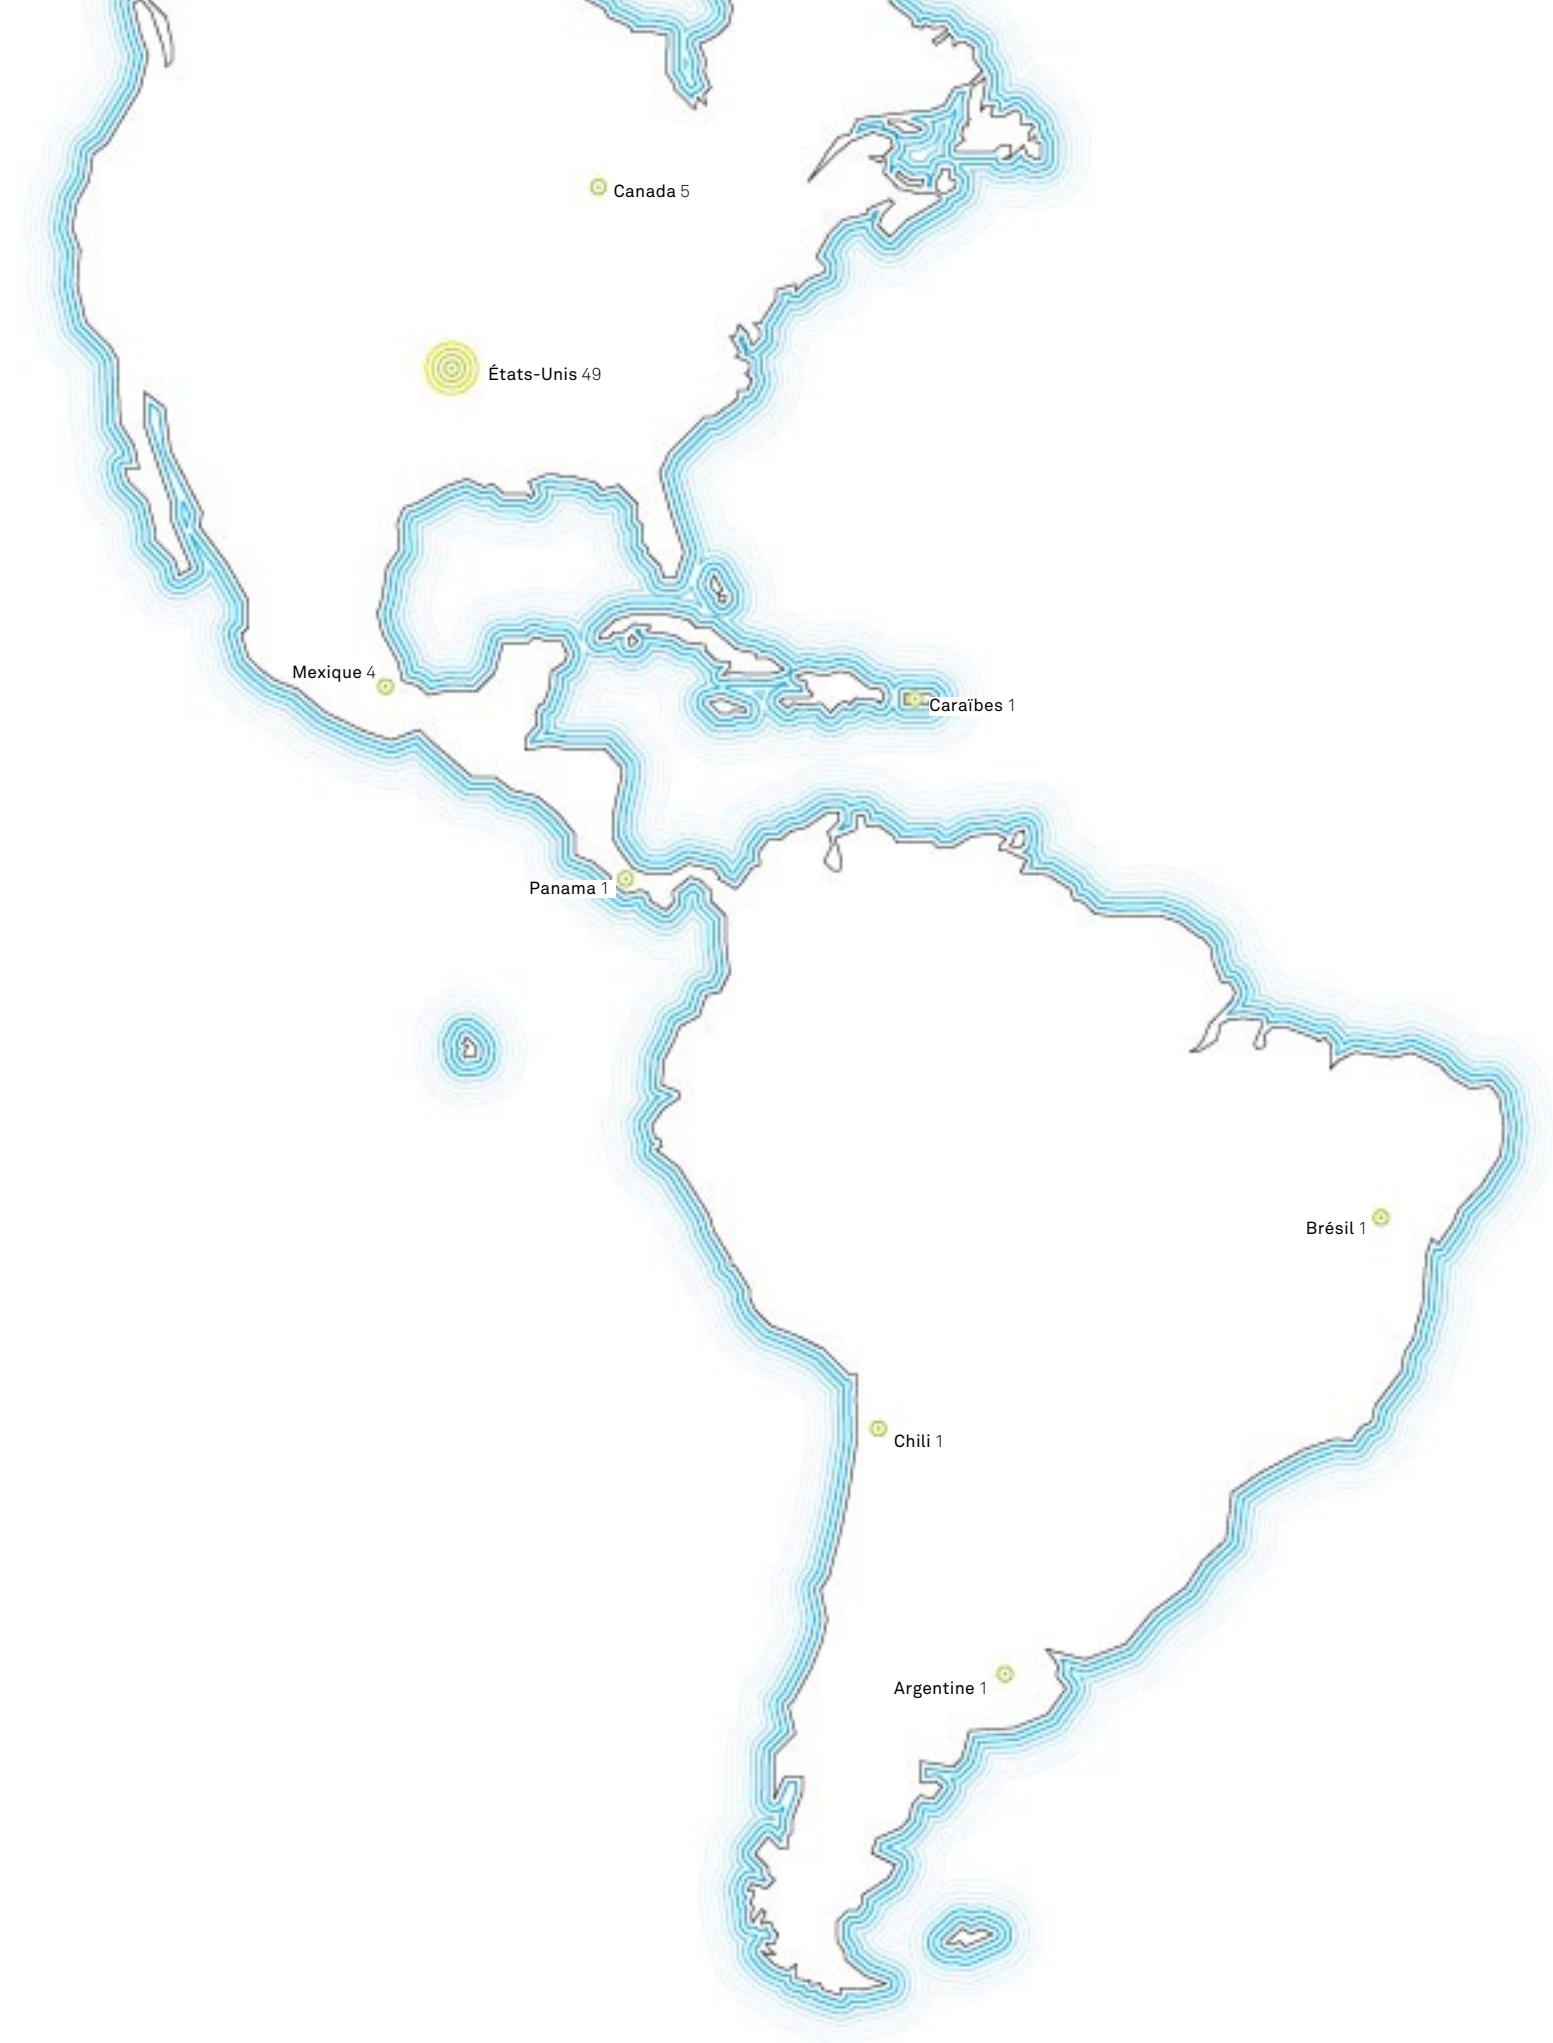 Canada 5
États-Unis 49
Mexique 4
Caraïbes 1
Panama 1
Brésil 1
Chili 1
Argentine 1